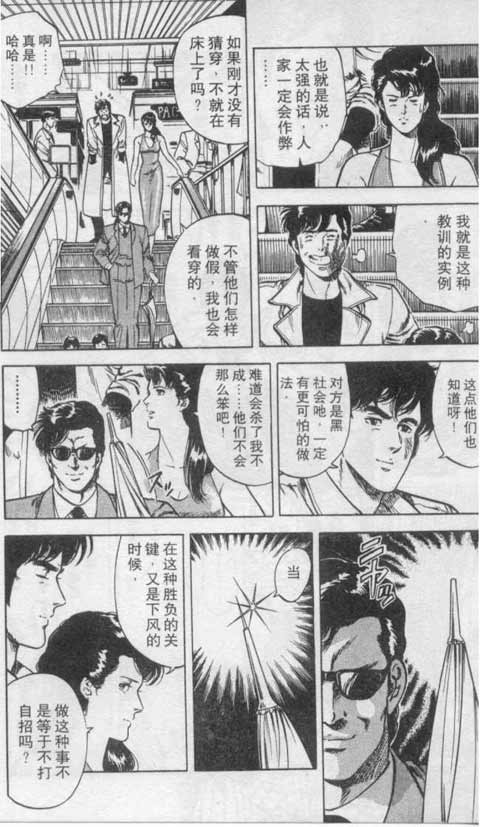 也就是说，
太强的话，人
家一定会作弊
．
我就是这种
教训的实例
．
如果刚才没有
猜穿，不就在
床上了吗？
啊……
真是!!
哈哈……
PAC
不管他们怎样
做假，我也会
看穿的．
这点他们也
知道呀！
对方是黑
社会吔，一定
有更可怕的做
法．
难道会杀了我不
成…他们不会
那么笨吧！
…………
当
在这种胜负的关
键，又是下风的
时候．
做这种事不
是等于不打
自招吗？